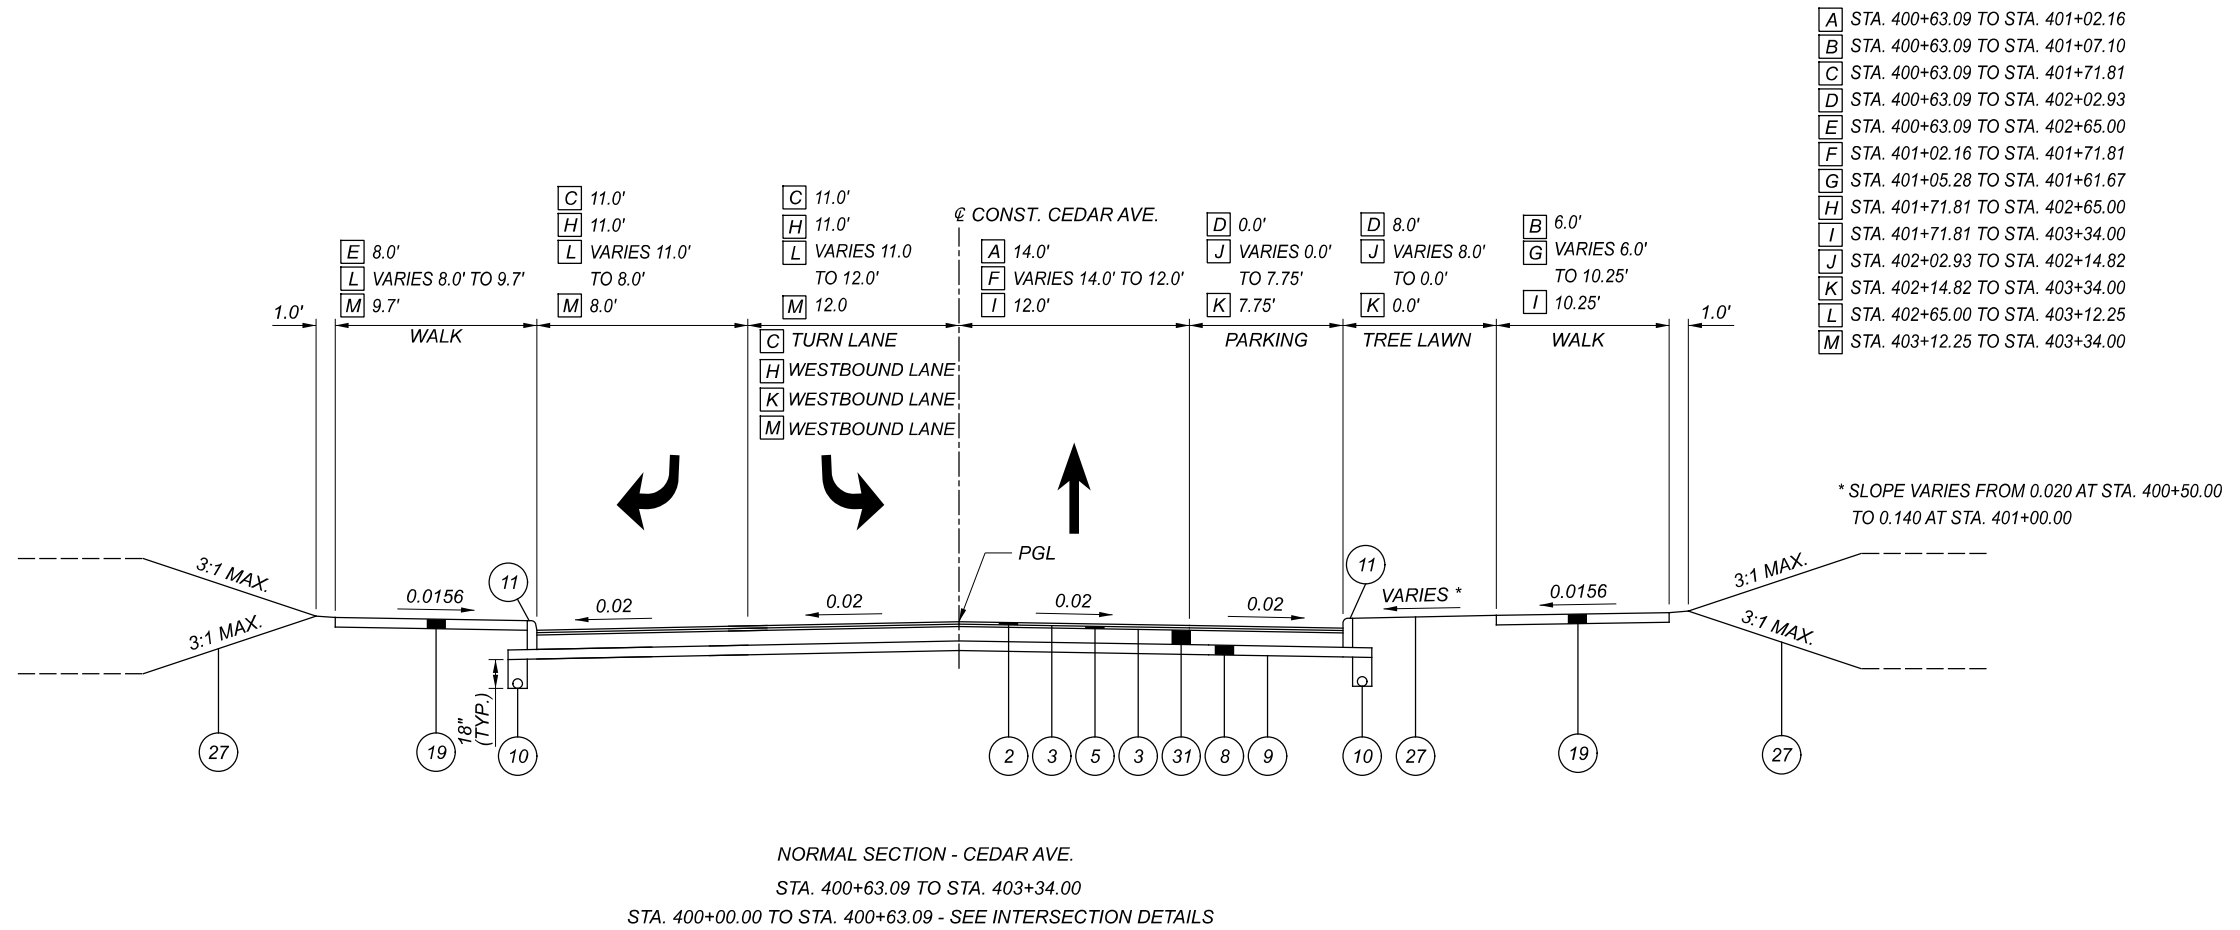 A STA. 400+63.09 TO STA. 401+02.16
B STA. 400+63.09 TO STA. 401+07.10
C STA. 400+63.09 TO STA. 401+71.81
D STA. 400+63.09 TO STA. 402+02.93
E STA. 400+63.09 TO STA. 402+65.00
F STA. 401+02.16 TO STA. 401+71.81
G STA. 401+05.28 TO STA. 401+61.67
H STA. 401+71.81 TO STA. 402+65.00
I STA. 401+71.81 TO STA. 403+34.00
J STA. 402+02.93 TO STA. 402+14.82
K STA. 402+14.82 TO STA. 403+34.00
L STA. 402+65.00 TO STA. 403+12.25
M STA. 403+12.25 TO STA. 403+34.00
1.0'
E 8.0'
L VARIES 8.0' TO 9.7'
M 9.7'
WALK
C 11.0'
H 11.0'
L VARIES 11.0'
TO 8.0'
M 8.0'
C 11.0'
H 11.0'
L VARIES 11.0
TO 12.0'
M 12.0
C TURN LANE
H WESTBOUND LANE
K WESTBOUND LANE
M WESTBOUND LANE
℄ CONST. CEDAR AVE.
A 14.0'
F VARIES 14.0' TO 12.0'
I 12.0'
D 0.0'
J VARIES 0.0'
TO 7.75'
K 7.75'
PARKING
D 8.0'
J VARIES 8.0'
TO 0.0'
K 0.0'
TREE LAWN
B 6.0'
G VARIES 6.0'
TO 10.25'
I 10.25'
WALK
1.0'
* SLOPE VARIES FROM 0.020 AT STA. 400+50.00
TO 0.140 AT STA. 401+00.00
3:1 MAX.
3:1 MAX.
0.0156
11
0.02
0.02
PGL
0.02
0.02
11
VARIES *
0.0156
3:1 MAX.
3:1 MAX.
18"
(TYP.)
27
19
10
2
3
5
3
31
8
9
10
27
19
27
NORMAL SECTION - CEDAR AVE.
STA. 400+63.09 TO STA. 403+34.00
STA. 400+00.00 TO STA. 400+63.09 - SEE INTERSECTION DETAILS